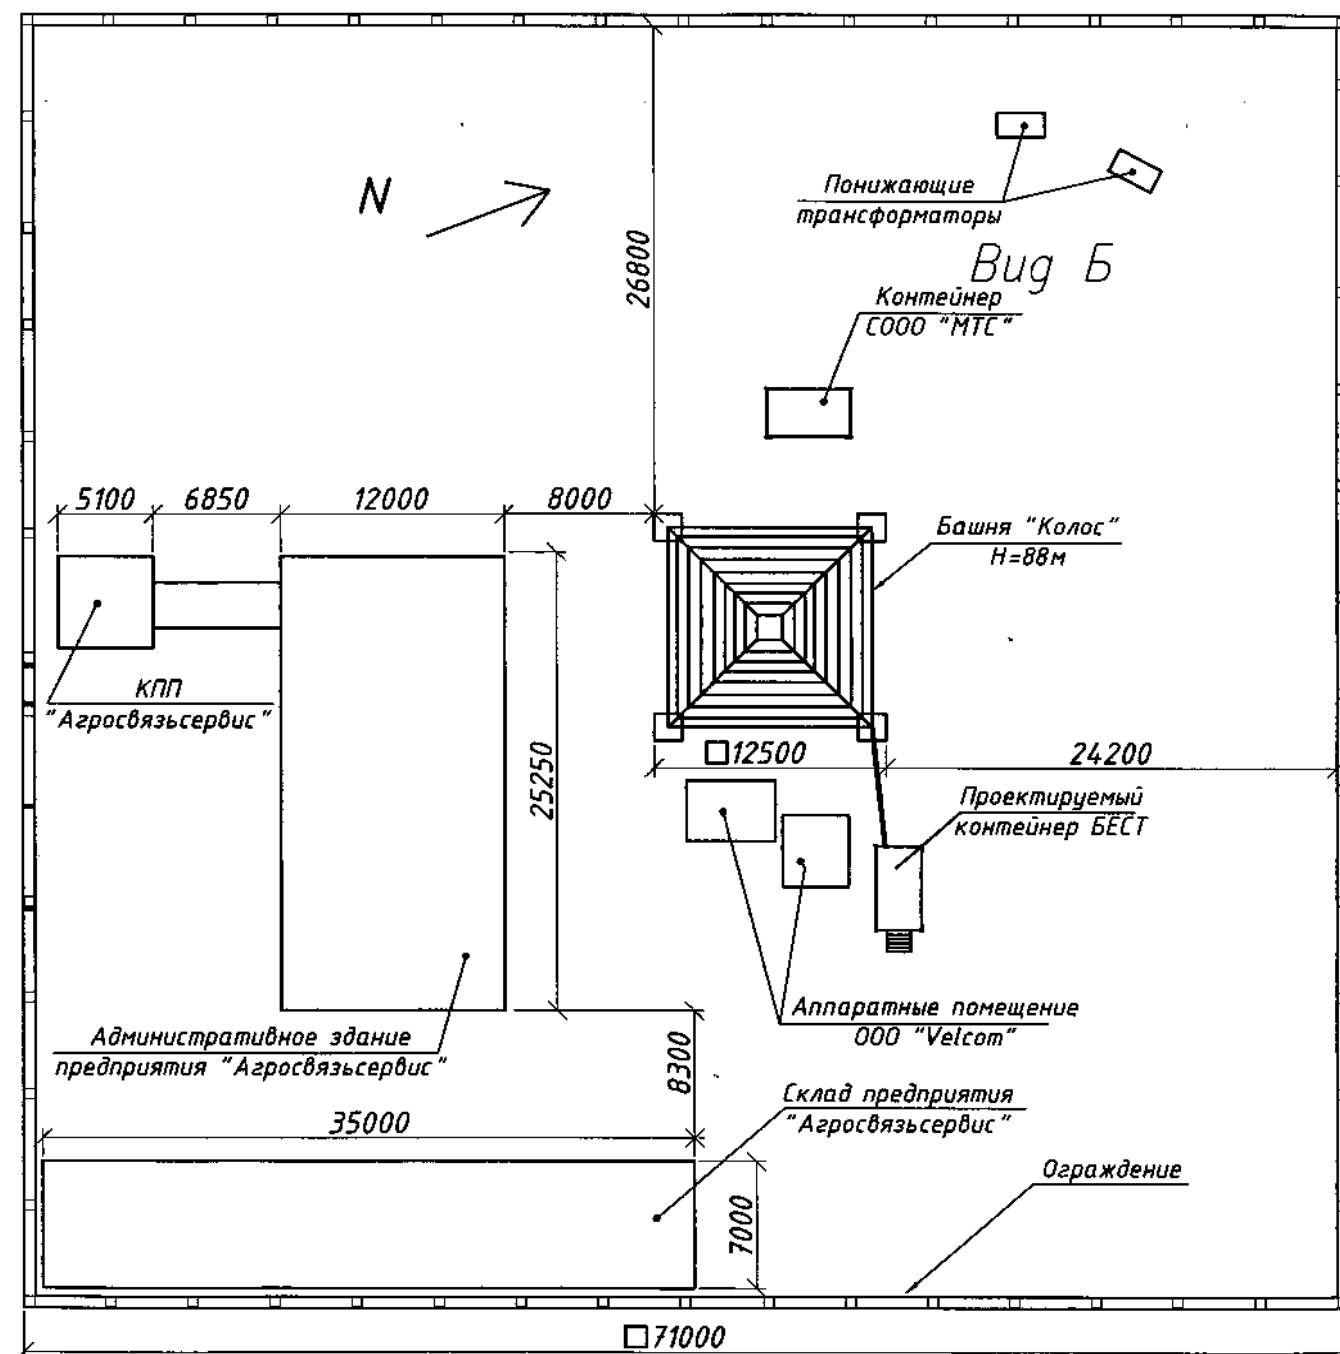 N
26800
Понижающие
трансформаторы
Вид Б
Контейнер
СООО "МТС"
5100
6850
12000
8000
Башня "Колос"
Н=88м
КПП
"Агросвязьсервис"
25250
□12500
24200
Проектируемый
контейнер БЕСТ
Аппаратные помещение
ООО "Velcom"
Административное здание
предприятия "Агросвязьсервис"
8300
35000
Склад предприятия
"Агросвязьсервис"
7000
Ограждение
□71000